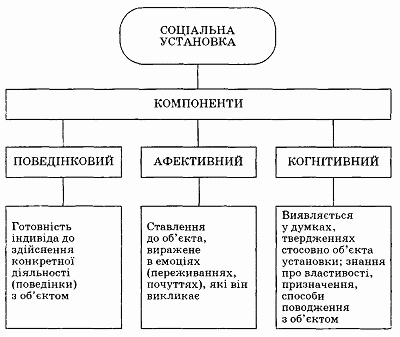 СОЦІАЛЬНА
УСТАНОВКА
КОМПОНЕНТИ
ПОВЕДІНКОВИЙ
АФЕКТИВНИЙ
КОГНІТИВНИЙ
Готовність
індивіда до
здійснення
конкретної
діяльності
(поведінки)
з об’єктом
Ставлення
до об’єкта,
виражене
в емоціях
(переживаннях,
почуттях), які він
викликає
Виявляється
у думках,
твердженнях
стосовно об’єкта
установки; знання
про властивості,
призначення,
способи
поводження
з об’єктом